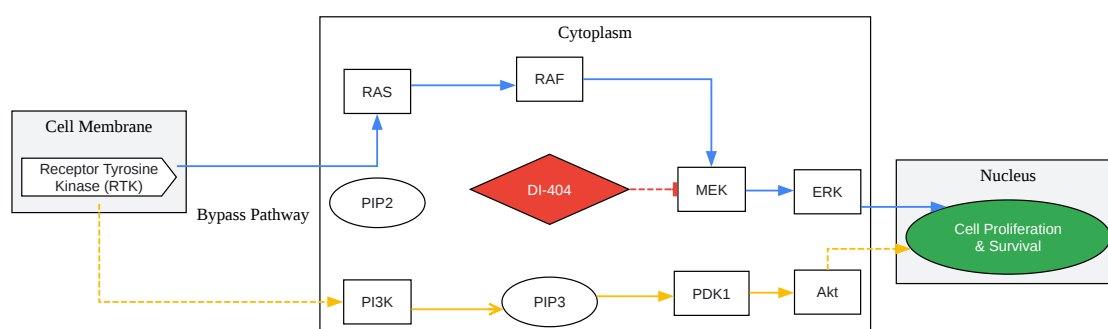 Cytoplasm
RAF
RAS
Cell Membrane
Receptor Tyrosine
Kinase (RTK)
Nucleus
DI-404
MEK
ERK
PIP2
Bypass Pathway
Cell Proliferation
& Survival
PI3K
PIP3
PDK1
Akt